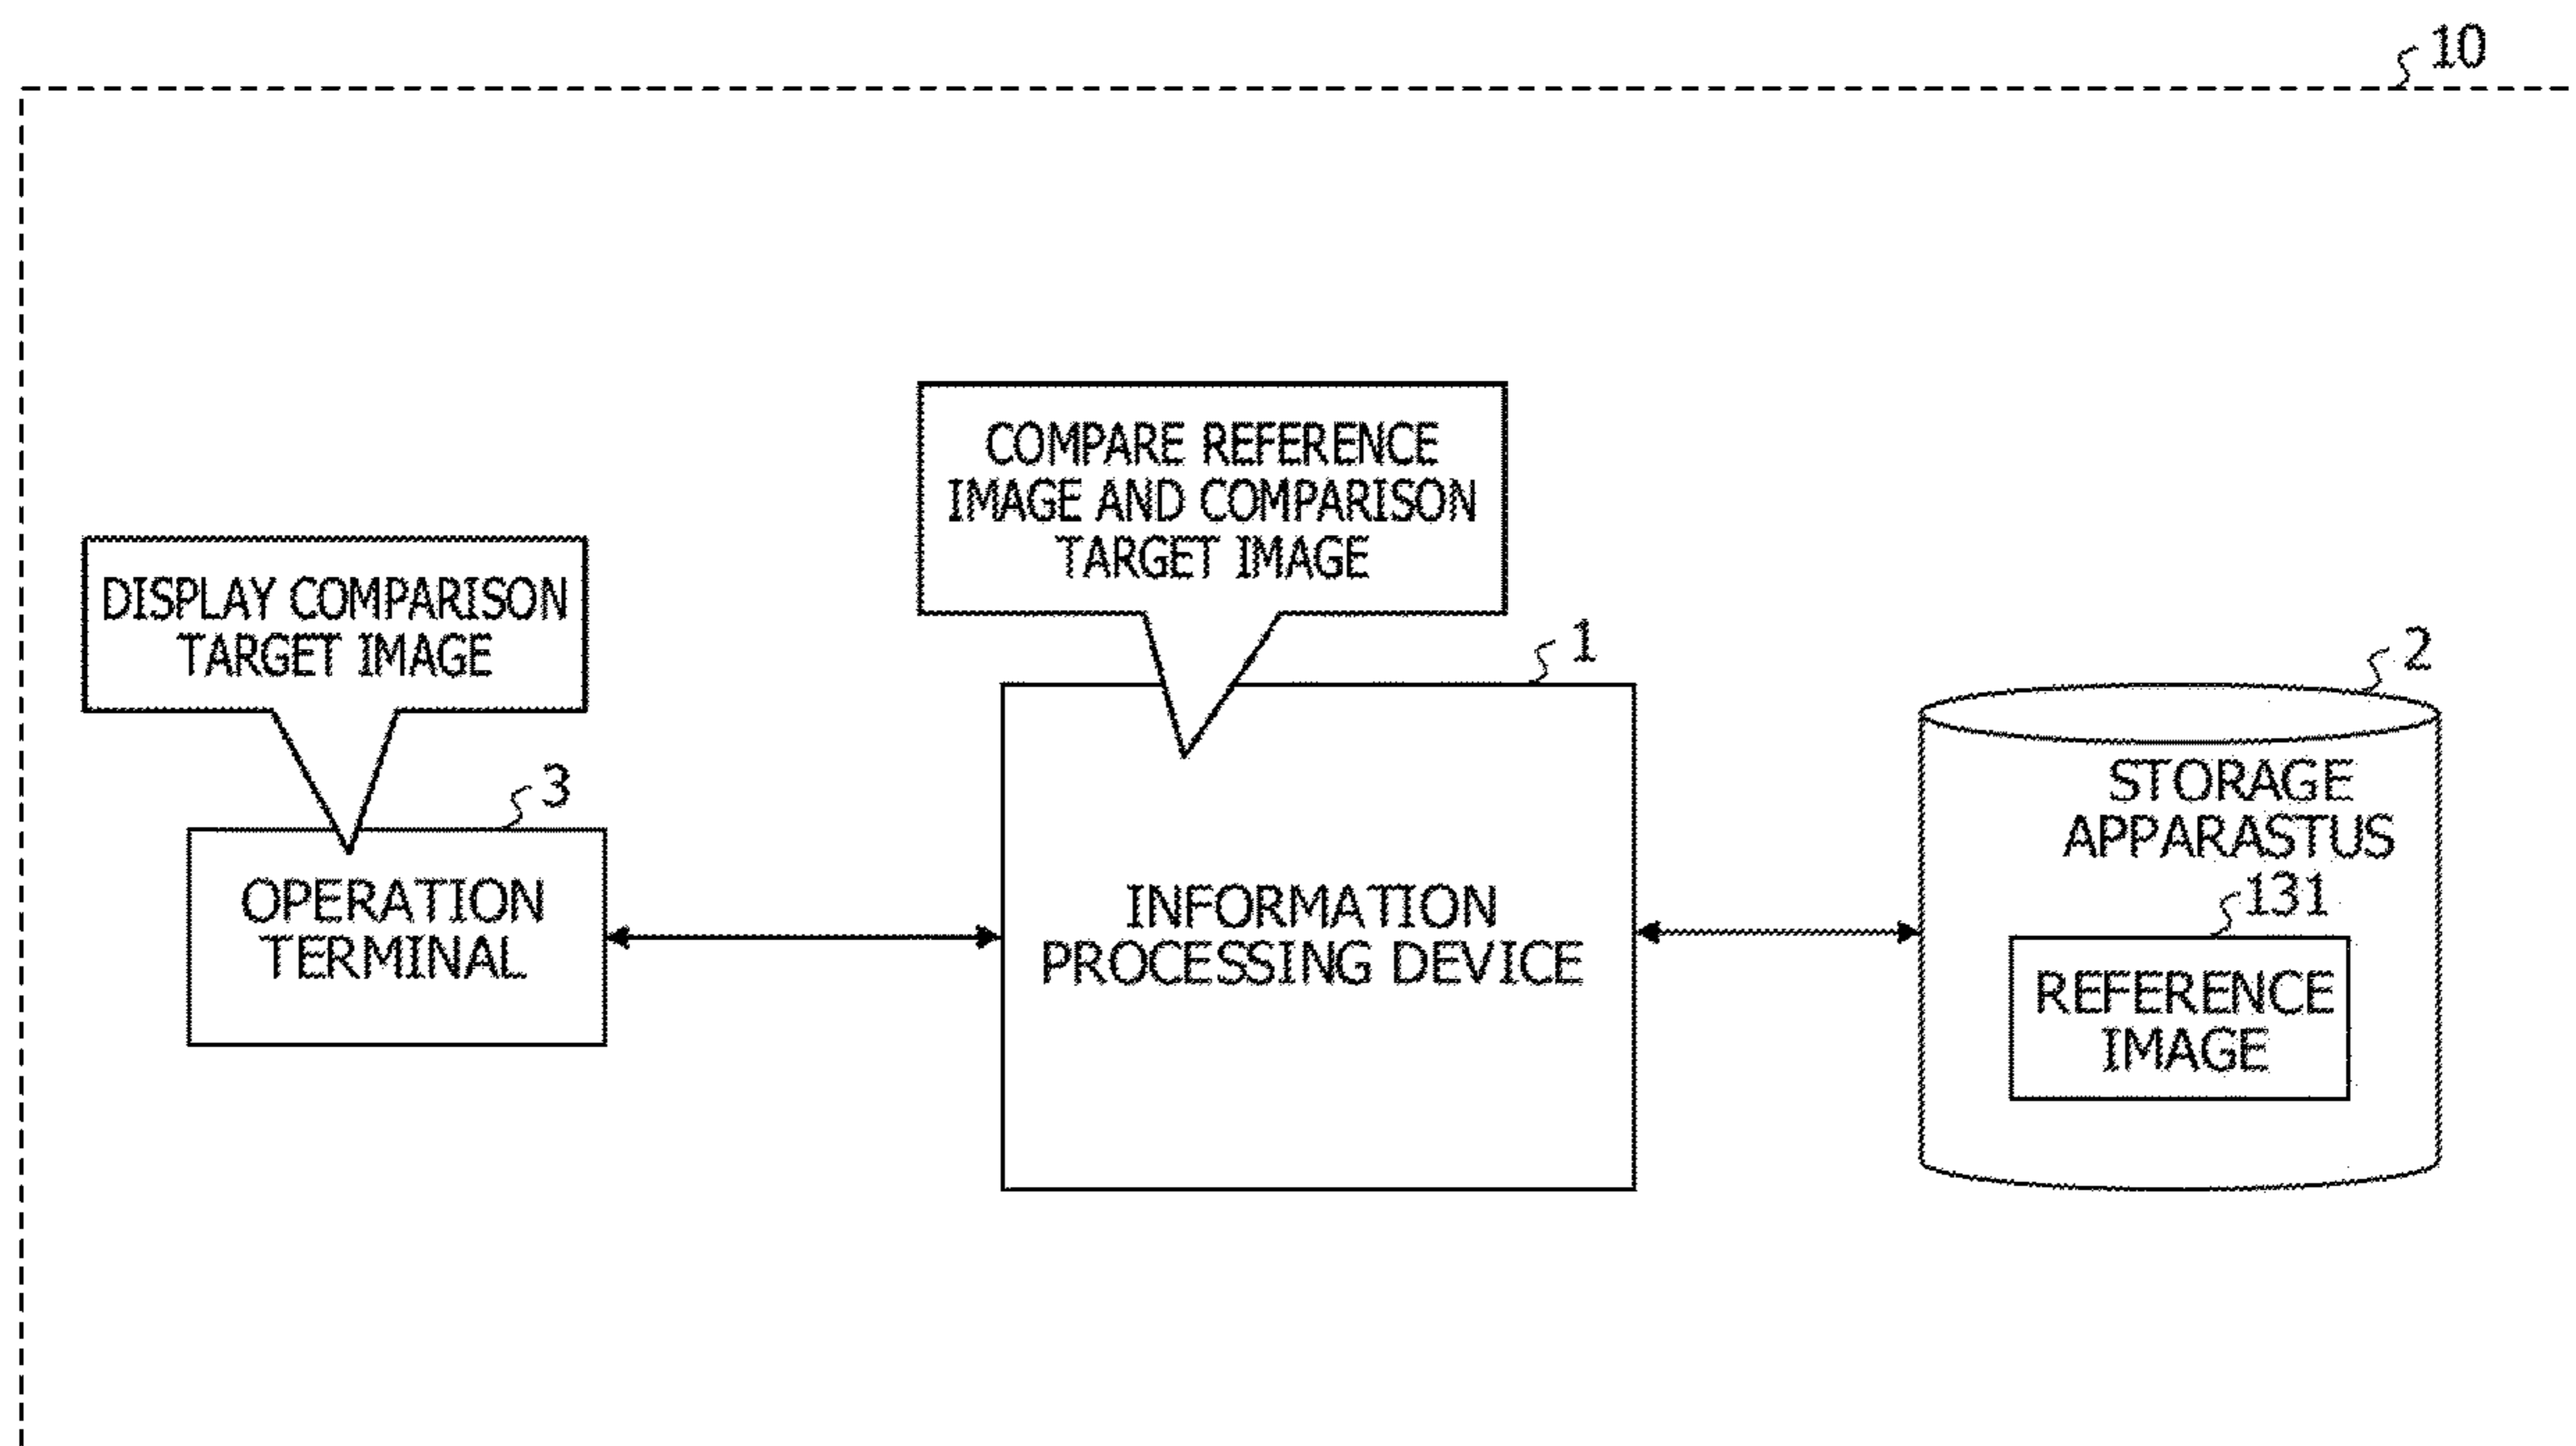 10
COMPARE REFERENCE
IMAGE AND COMPARISON
TARGET IMAGE
DISPLAY COMPARISON
TARGET IMAGE
1
2
3
STORAGE
APPARASTUS
OPERATION
TERMINAL
INFORMATION
PROCESSING DEVICE
131
REFERENCE
IMAGE